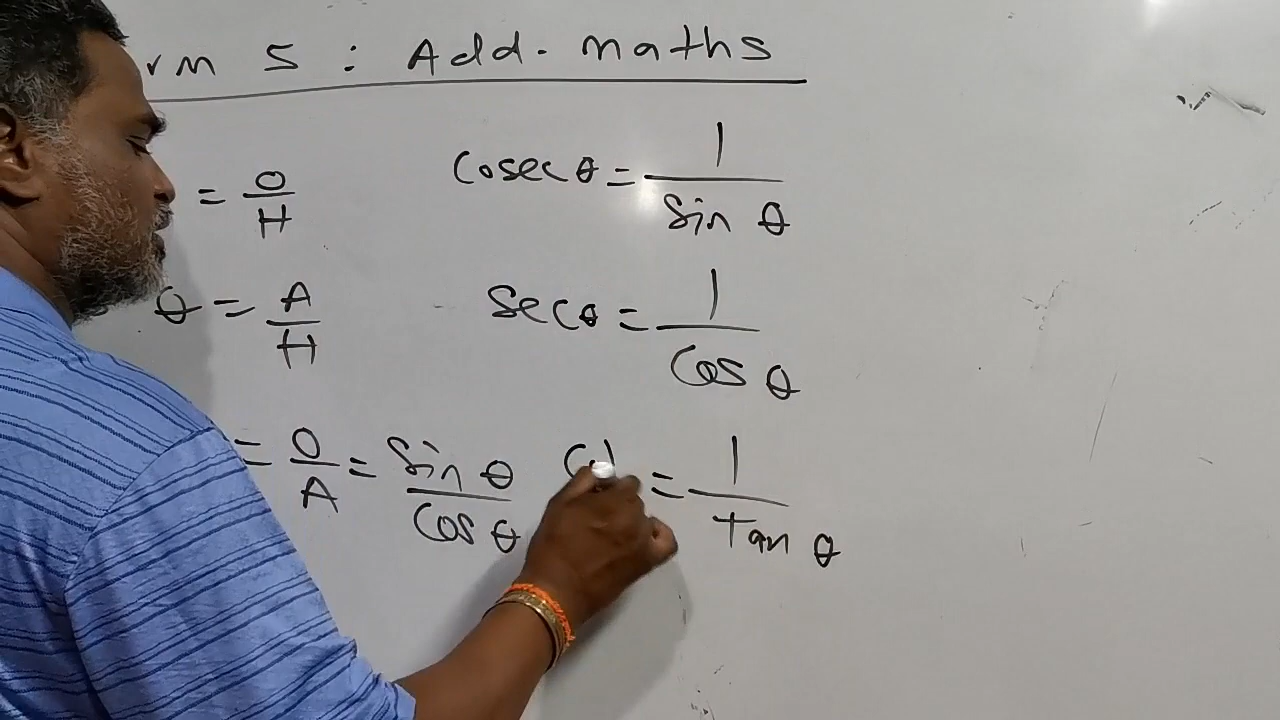 rm 5 : Add. maths
= O/H cosec θ = 1/sin θ
θ = A/H sec θ = 1/cos θ
= O/A = sin θ/cos θ = 1/Tan θ